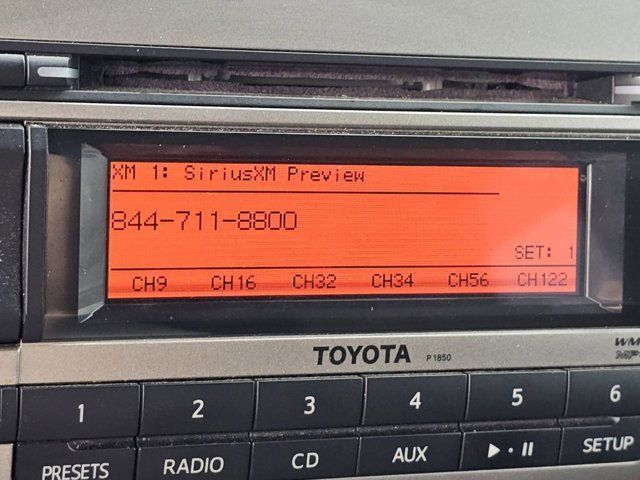 XM 1: SiriusXM Preview
844-711-8800
SET: 1
CH9 CH16 CH32 CH34 CH56 CH122
TOYOTA P1850
1 2 3 4 5 6
PRESETS RADIO CD AUX ▶·II SETUP